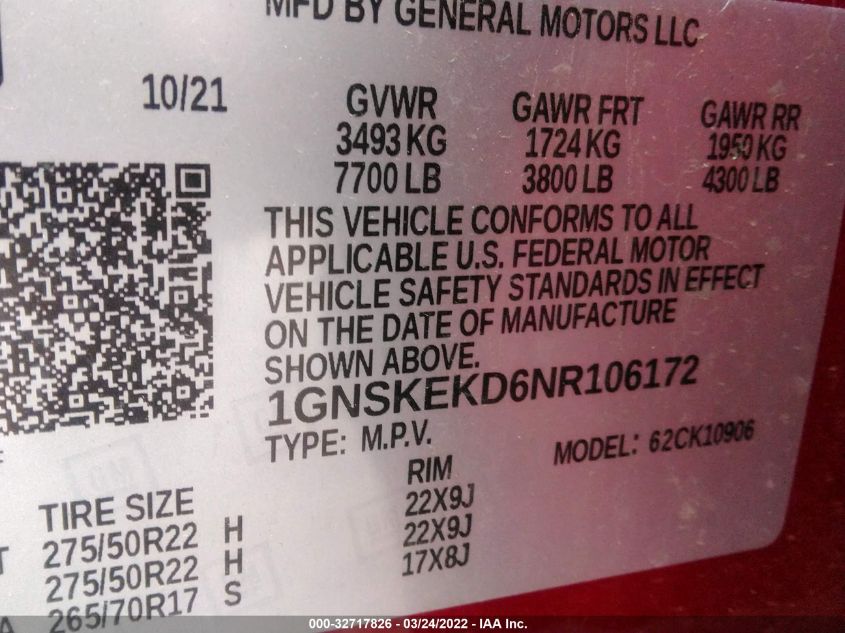 MFD BY GENERAL MOTORS LLC
10/21 GVWR GAWR FRT GAWR RR
3493 KG 1724 KG 1950 KG
7700 LB 3800 LB 4300 LB
THIS VEHICLE CONFORMS TO ALL
APPLICABLE U.S. FEDERAL MOTOR
VEHICLE SAFETY STANDARDS IN EFFECT
ON THE DATE OF MANUFACTURE
SHOWN ABOVE.
1GNSKEKD6NR106172
TYPE: M.P.V. MODEL: 62CK10906
TIRE SIZE RIM
275/50R22 H 22X9J
275/50R22 H 22X9J
265/70R17 S 17X8J
000-32717826 - 03/24/2022 - IAA Inc.